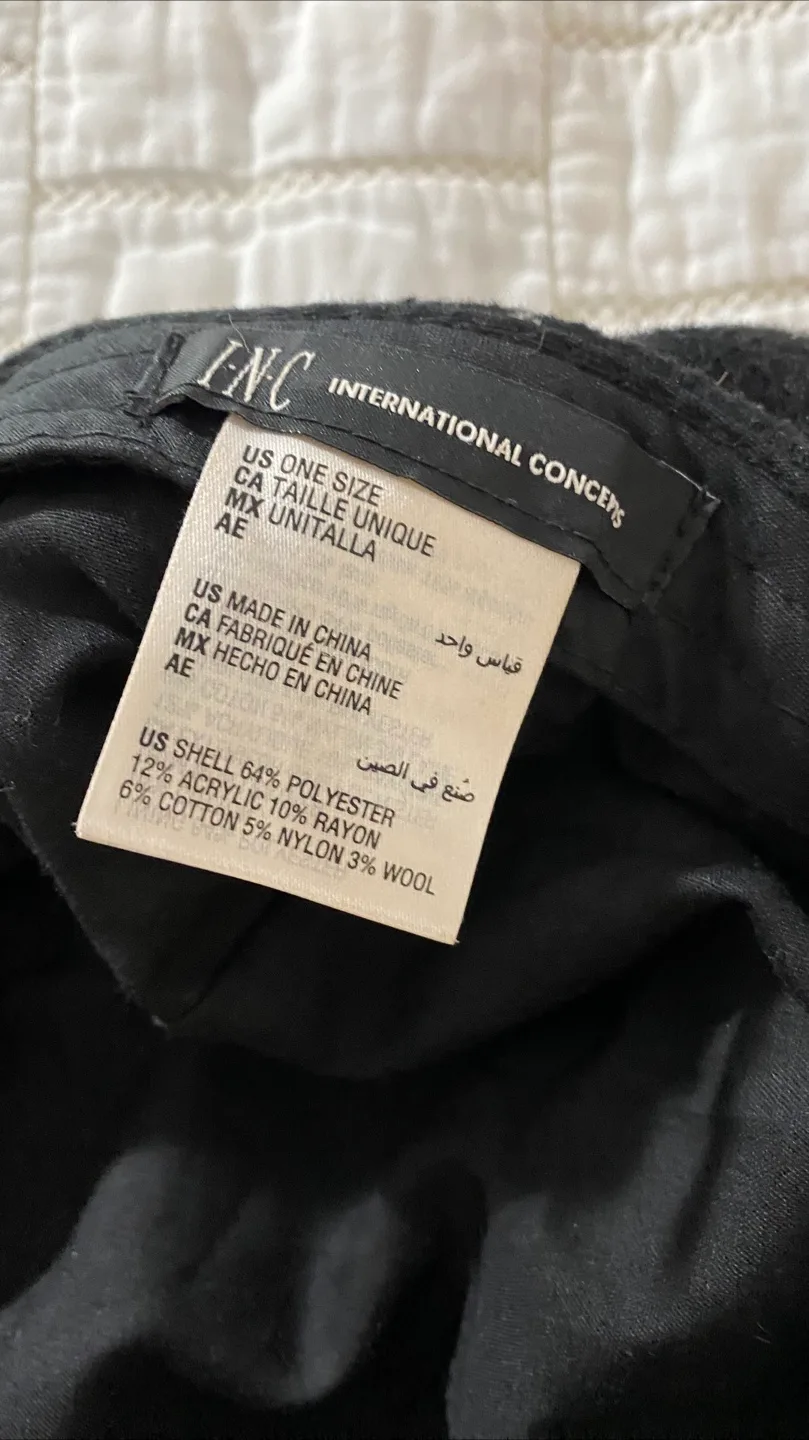 I·N·C INTERNATIONAL CONCEPTS
US ONE SIZE
CA TAILLE UNIQUE
MX UNITALLA
AE
قياس واحد
US MADE IN CHINA
CA FABRIQUÉ EN CHINE
MX HECHO EN CHINA
AE
صُنع في الصين
US SHELL 64% POLYESTER
12% ACRYLIC 10% RAYON
6% COTTON 5% NYLON 3% WOOL